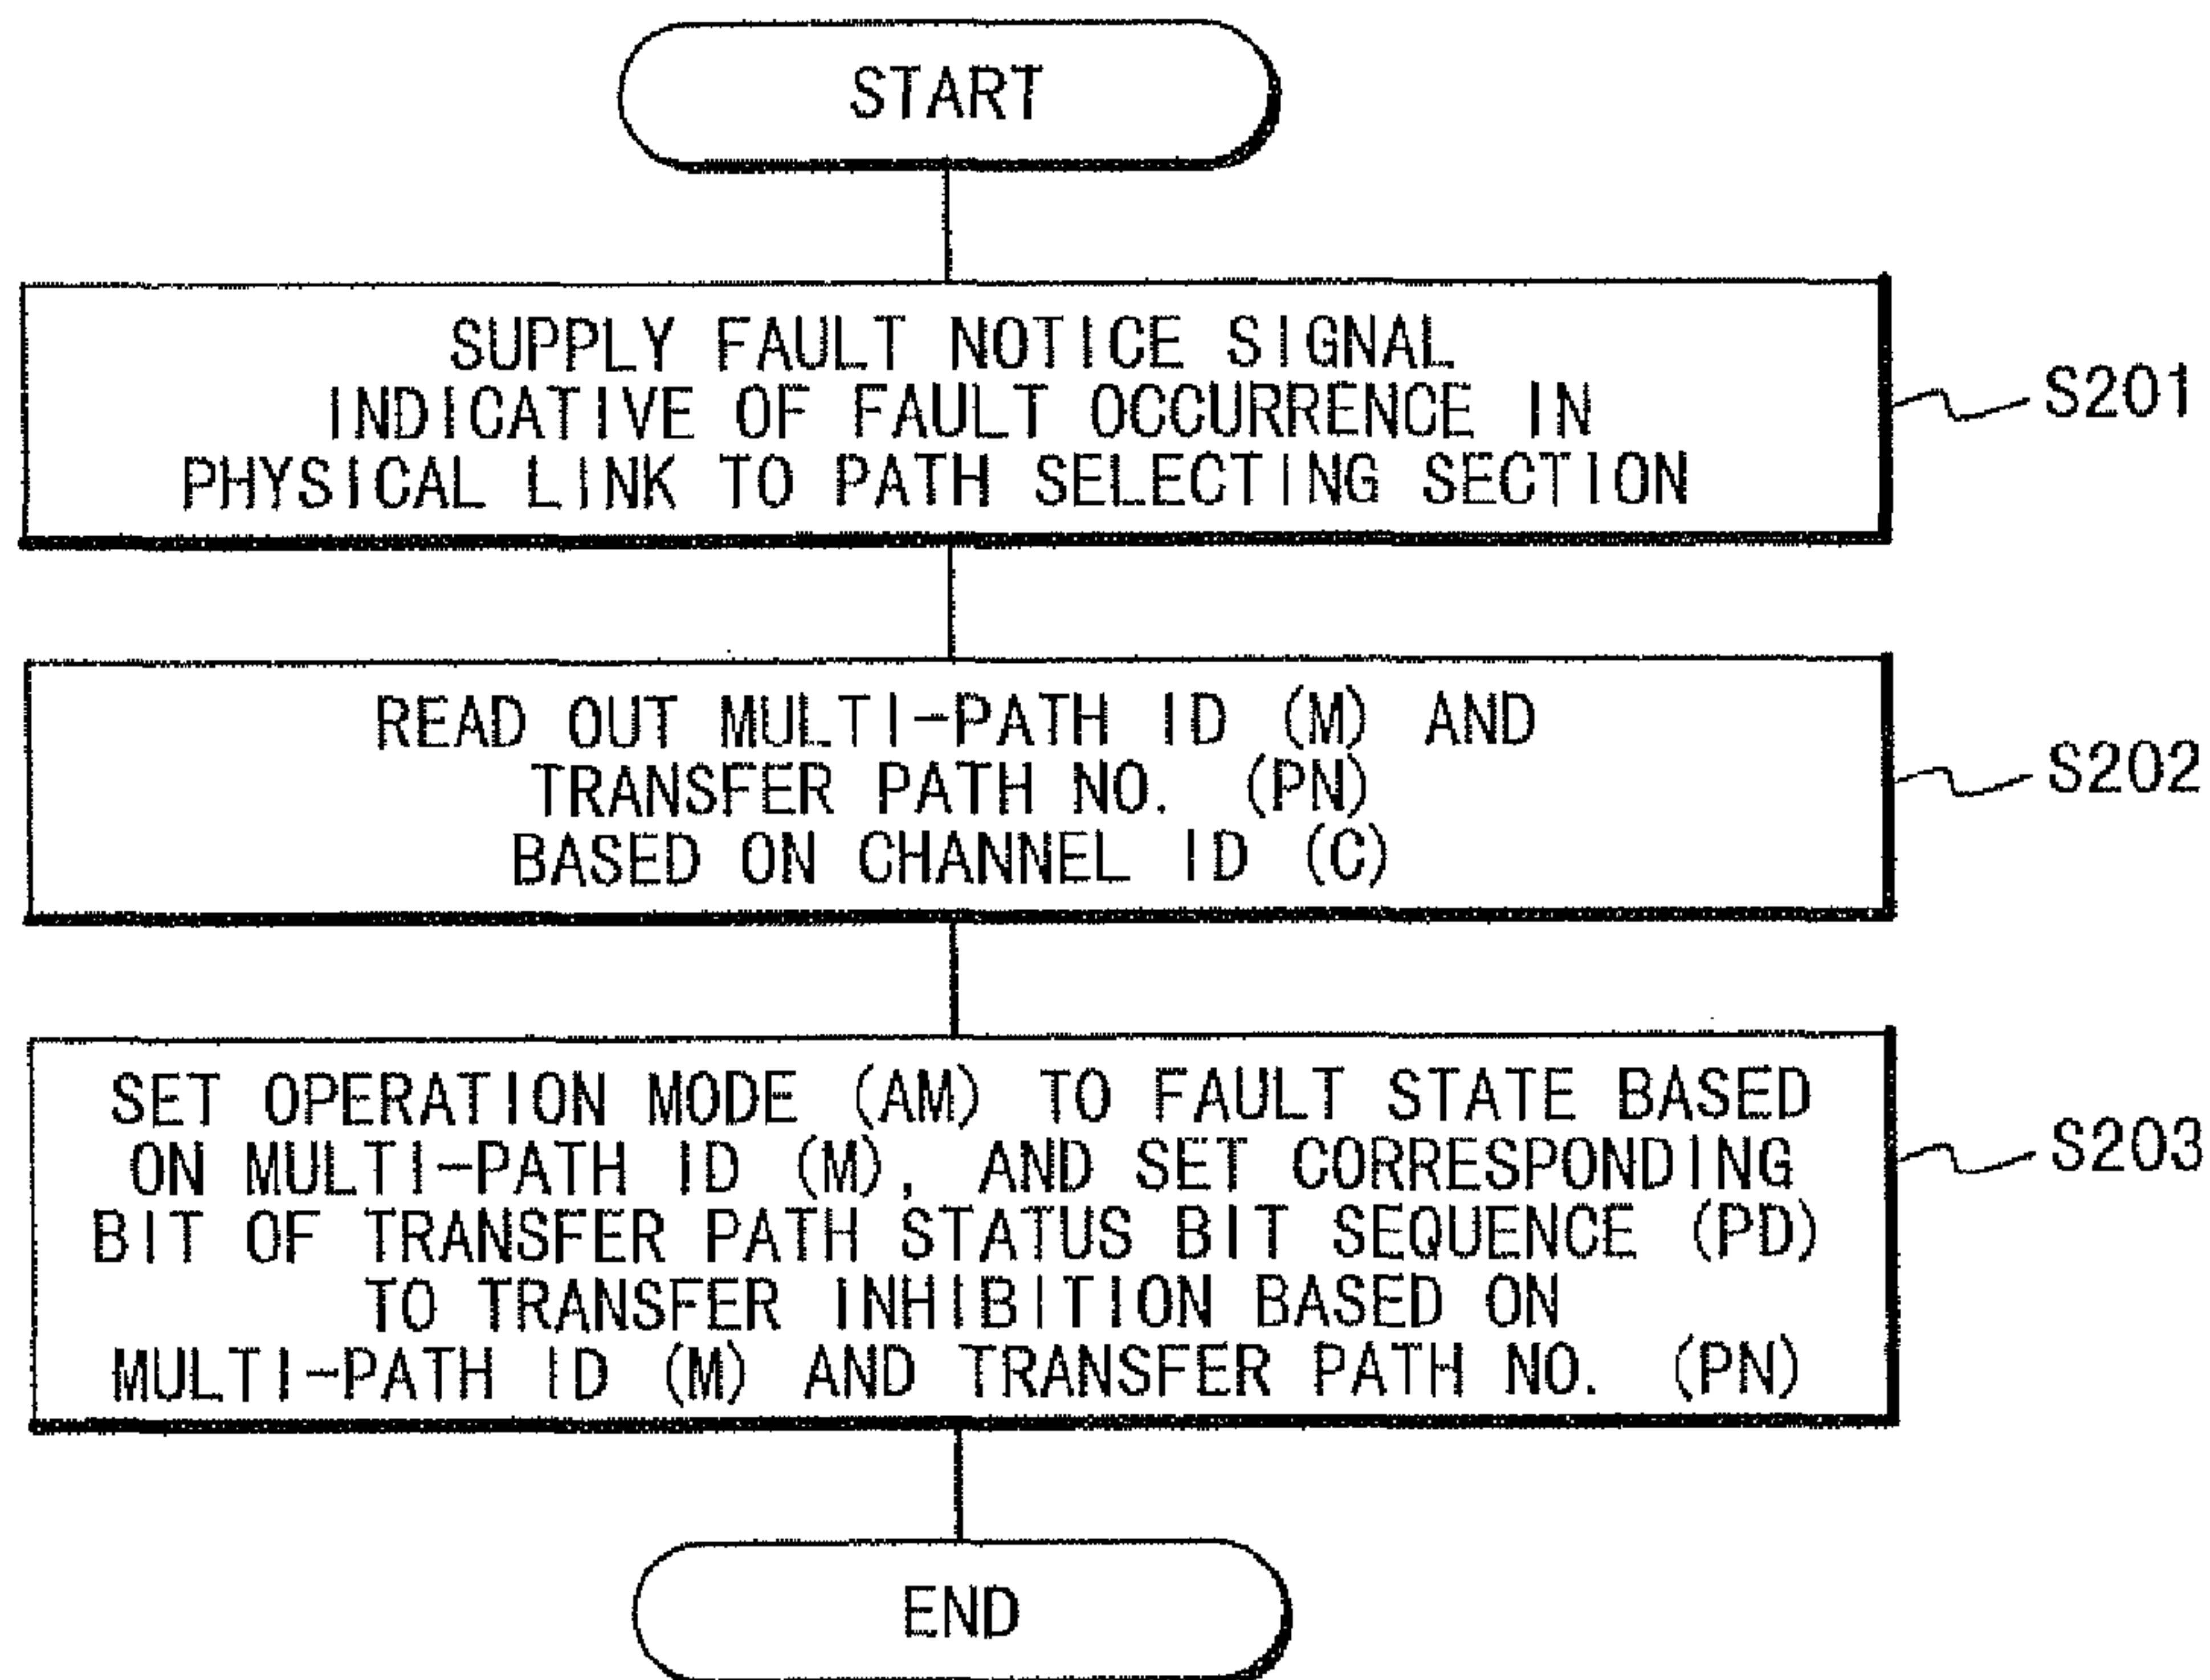 START
SUPPLY FAULT NOTICE SIGNAL
INDICATIVE OF FAULT OCCURRENCE IN
PHYSICAL LINK TO PATH SELECTING SECTION
S201
READ OUT MULTI-PATH ID (M) AND
TRANSFER PATH NO. (PN)
BASED ON CHANNEL ID (C)
S202
SET OPERATION MODE (AM) TO FAULT STATE BASED
ON MULTI-PATH ID (M), AND SET CORRESPONDING
BIT OF TRANSFER PATH STATUS BIT SEQUENCE (PD)
TO TRANSFER INHIBITION BASED ON
MULTI-PATH ID (M) AND TRANSFER PATH NO. (PN)
S203
END